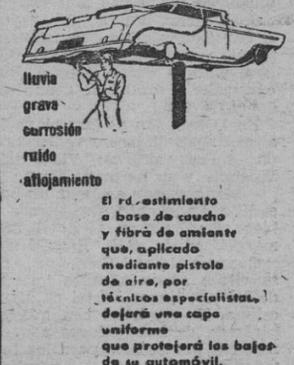 lluvia
grava
corrosión
ruido
aflojamiento
El revestimiento
a base de caucho
y fibra de amiante
que, aplicado
mediante pistola
de aire, por
técnicos especialistas,
dejará una capa
uniforme
que protejerá los bajos
de su automóvil.